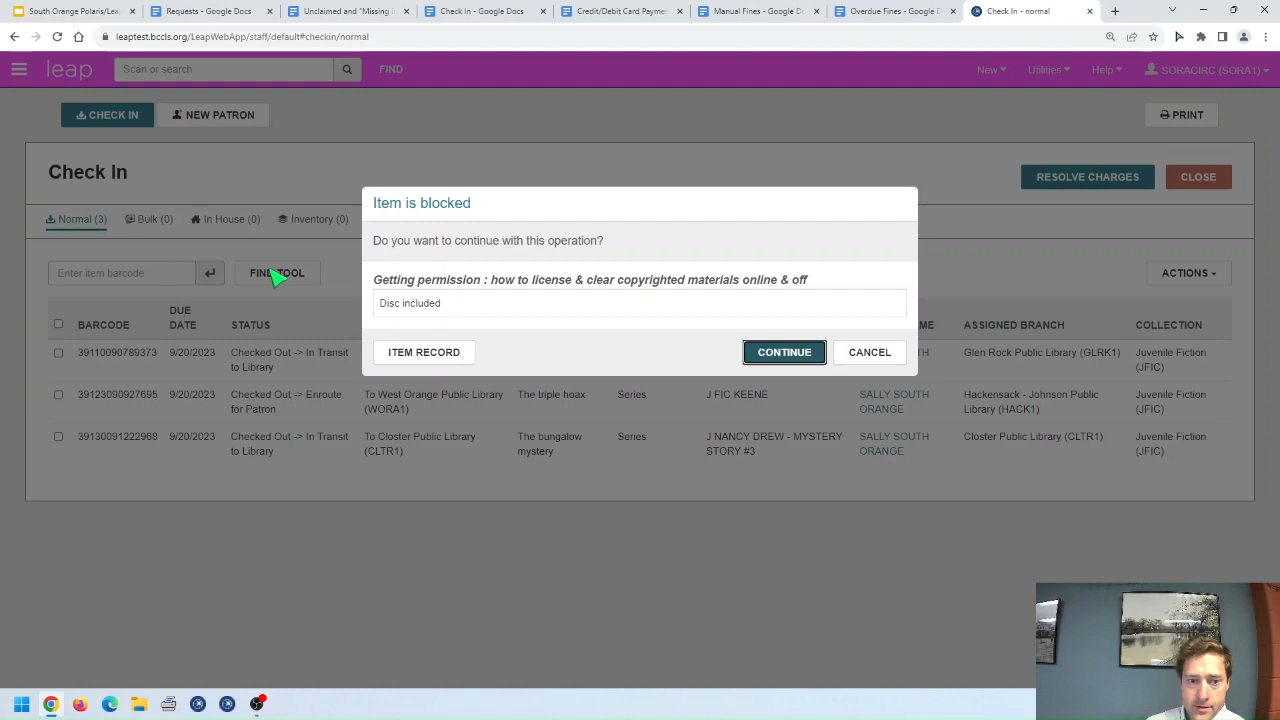 South Orange Polaris/Leap
Requests - Google Docs
Unclaimed and "Missing i
Check In - Google Docs
Credit/Debit Card Payme
Manual Fines - Google Do
Overdue Fines - Google D
Check In - normal
leaptest.bccls.org/LeapWebApp/staff/default#checkin/normal
leap
Scan or search
FIND
New
Utilities
Help
SORACIRC (SORA1)
CHECK IN
NEW PATRON
PRINT
Check In
RESOLVE CHARGES
CLOSE
Normal (3)
Bulk (0)
In House (0)
Inventory (0)
Enter item barcode
FIND TOOL
ACTIONS
Item is blocked
Do you want to continue with this operation?
Getting permission : how to license & clear copyrighted materials online & off
Disc included
ITEM RECORD
CONTINUE
CANCEL
BARCODE
DUE
DATE
STATUS
ME
ASSIGNED BRANCH
COLLECTION
39110090789373
9/20/2023
Checked Out -> In Transit
to Library
Glen Rock Public Library (GLRK1)
Juvenile Fiction
(JFIC)
39123090927695
9/20/2023
Checked Out -> Enroute
for Patron
To West Orange Public Library
(WORA1)
The triple hoax
Series
J FIC KEENE
SALLY SOUTH
ORANGE
Hackensack - Johnson Public
Library (HACK1)
Juvenile Fiction
(JFIC)
39130091222968
9/20/2023
Checked Out -> In Transit
to Library
To Closter Public Library
(CLTR1)
The bungalow
mystery
Series
J NANCY DREW - MYSTERY
STORY #3
SALLY SOUTH
ORANGE
Closter Public Library (CLTR1)
Juvenile Fiction
(JFIC)